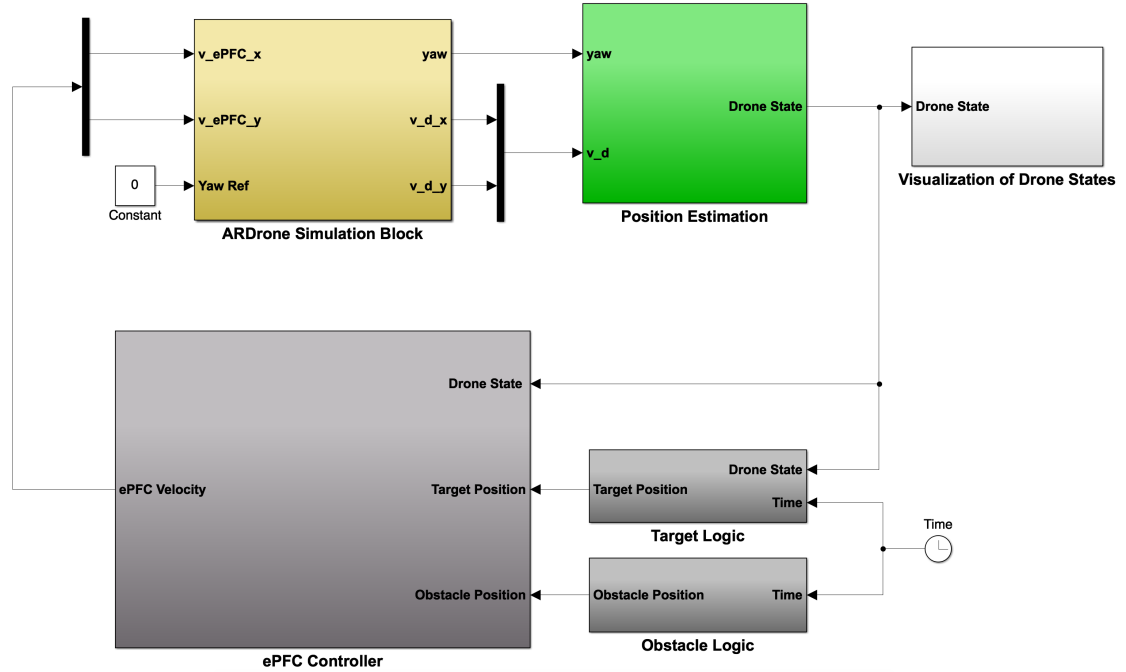 v_ePFC_x
yaw
v_ePFC_y
v_d_x
Yaw Ref
v_d_y
ARDrone Simulation Block
0
Constant
yaw
Drone State
v_d
Position Estimation
Drone State
Visualization of Drone States
Drone State
ePFC Velocity
Target Position
Obstacle Position
ePFC Controller
Drone State
Target Position
Time
Target Logic
Time
Obstacle Position
Time
Obstacle Logic